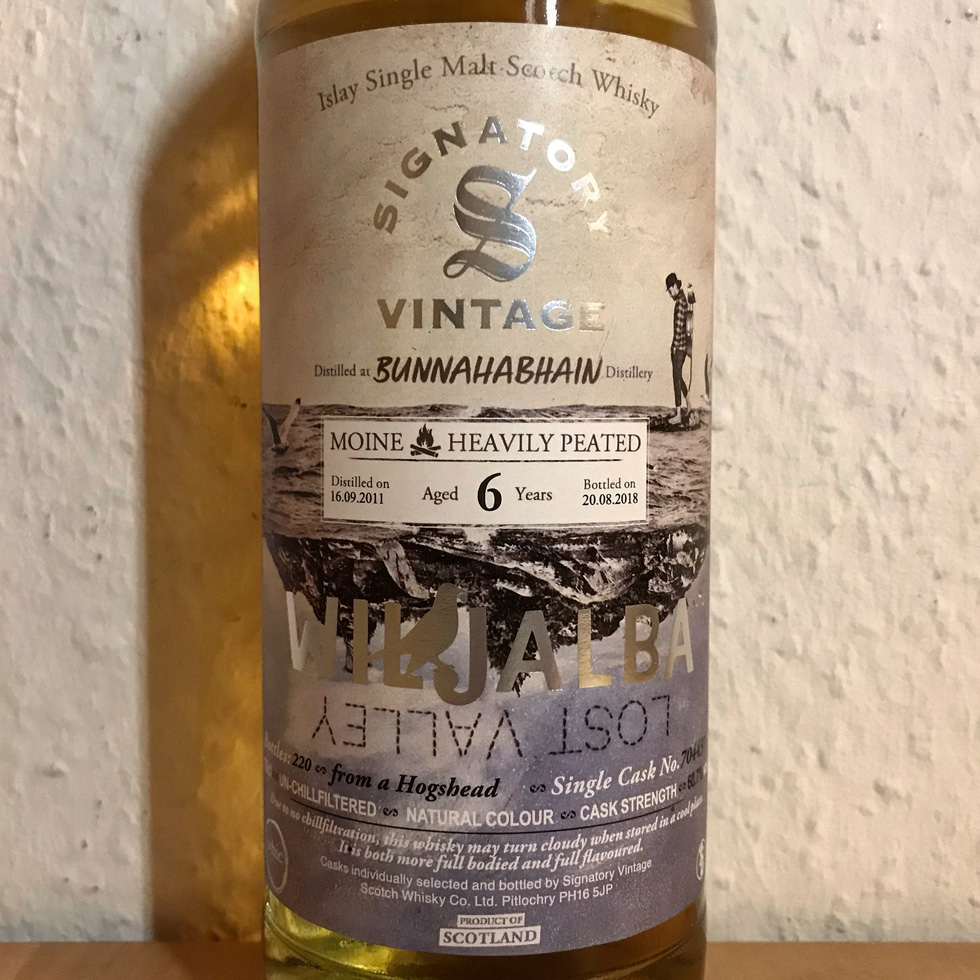 Islay Single Malt Scotch Whisky
SIGNATORY
S
VINTAGE
Distilled at BUNNAHABHAIN Distillery
MOINE HEAVILY PEATED
Distilled on
16.09.2011
Aged 6 Years
Bottled on
20.08.2018
WILJALBA
LOST VALLEY
220 from a Hogshead Single Cask No.
UN-CHILLFILTERED NATURAL COLOUR CASK STRENGTH
no chillfiltration, this whisky may turn cloudy when stored in a cool place.
It is both more full bodied and full flavoured.
Casks individually selected and bottled by Signatory Vintage
Scotch Whisky Co. Ltd. Pitlochry PH16 5JP
PRODUCT OF
SCOTLAND